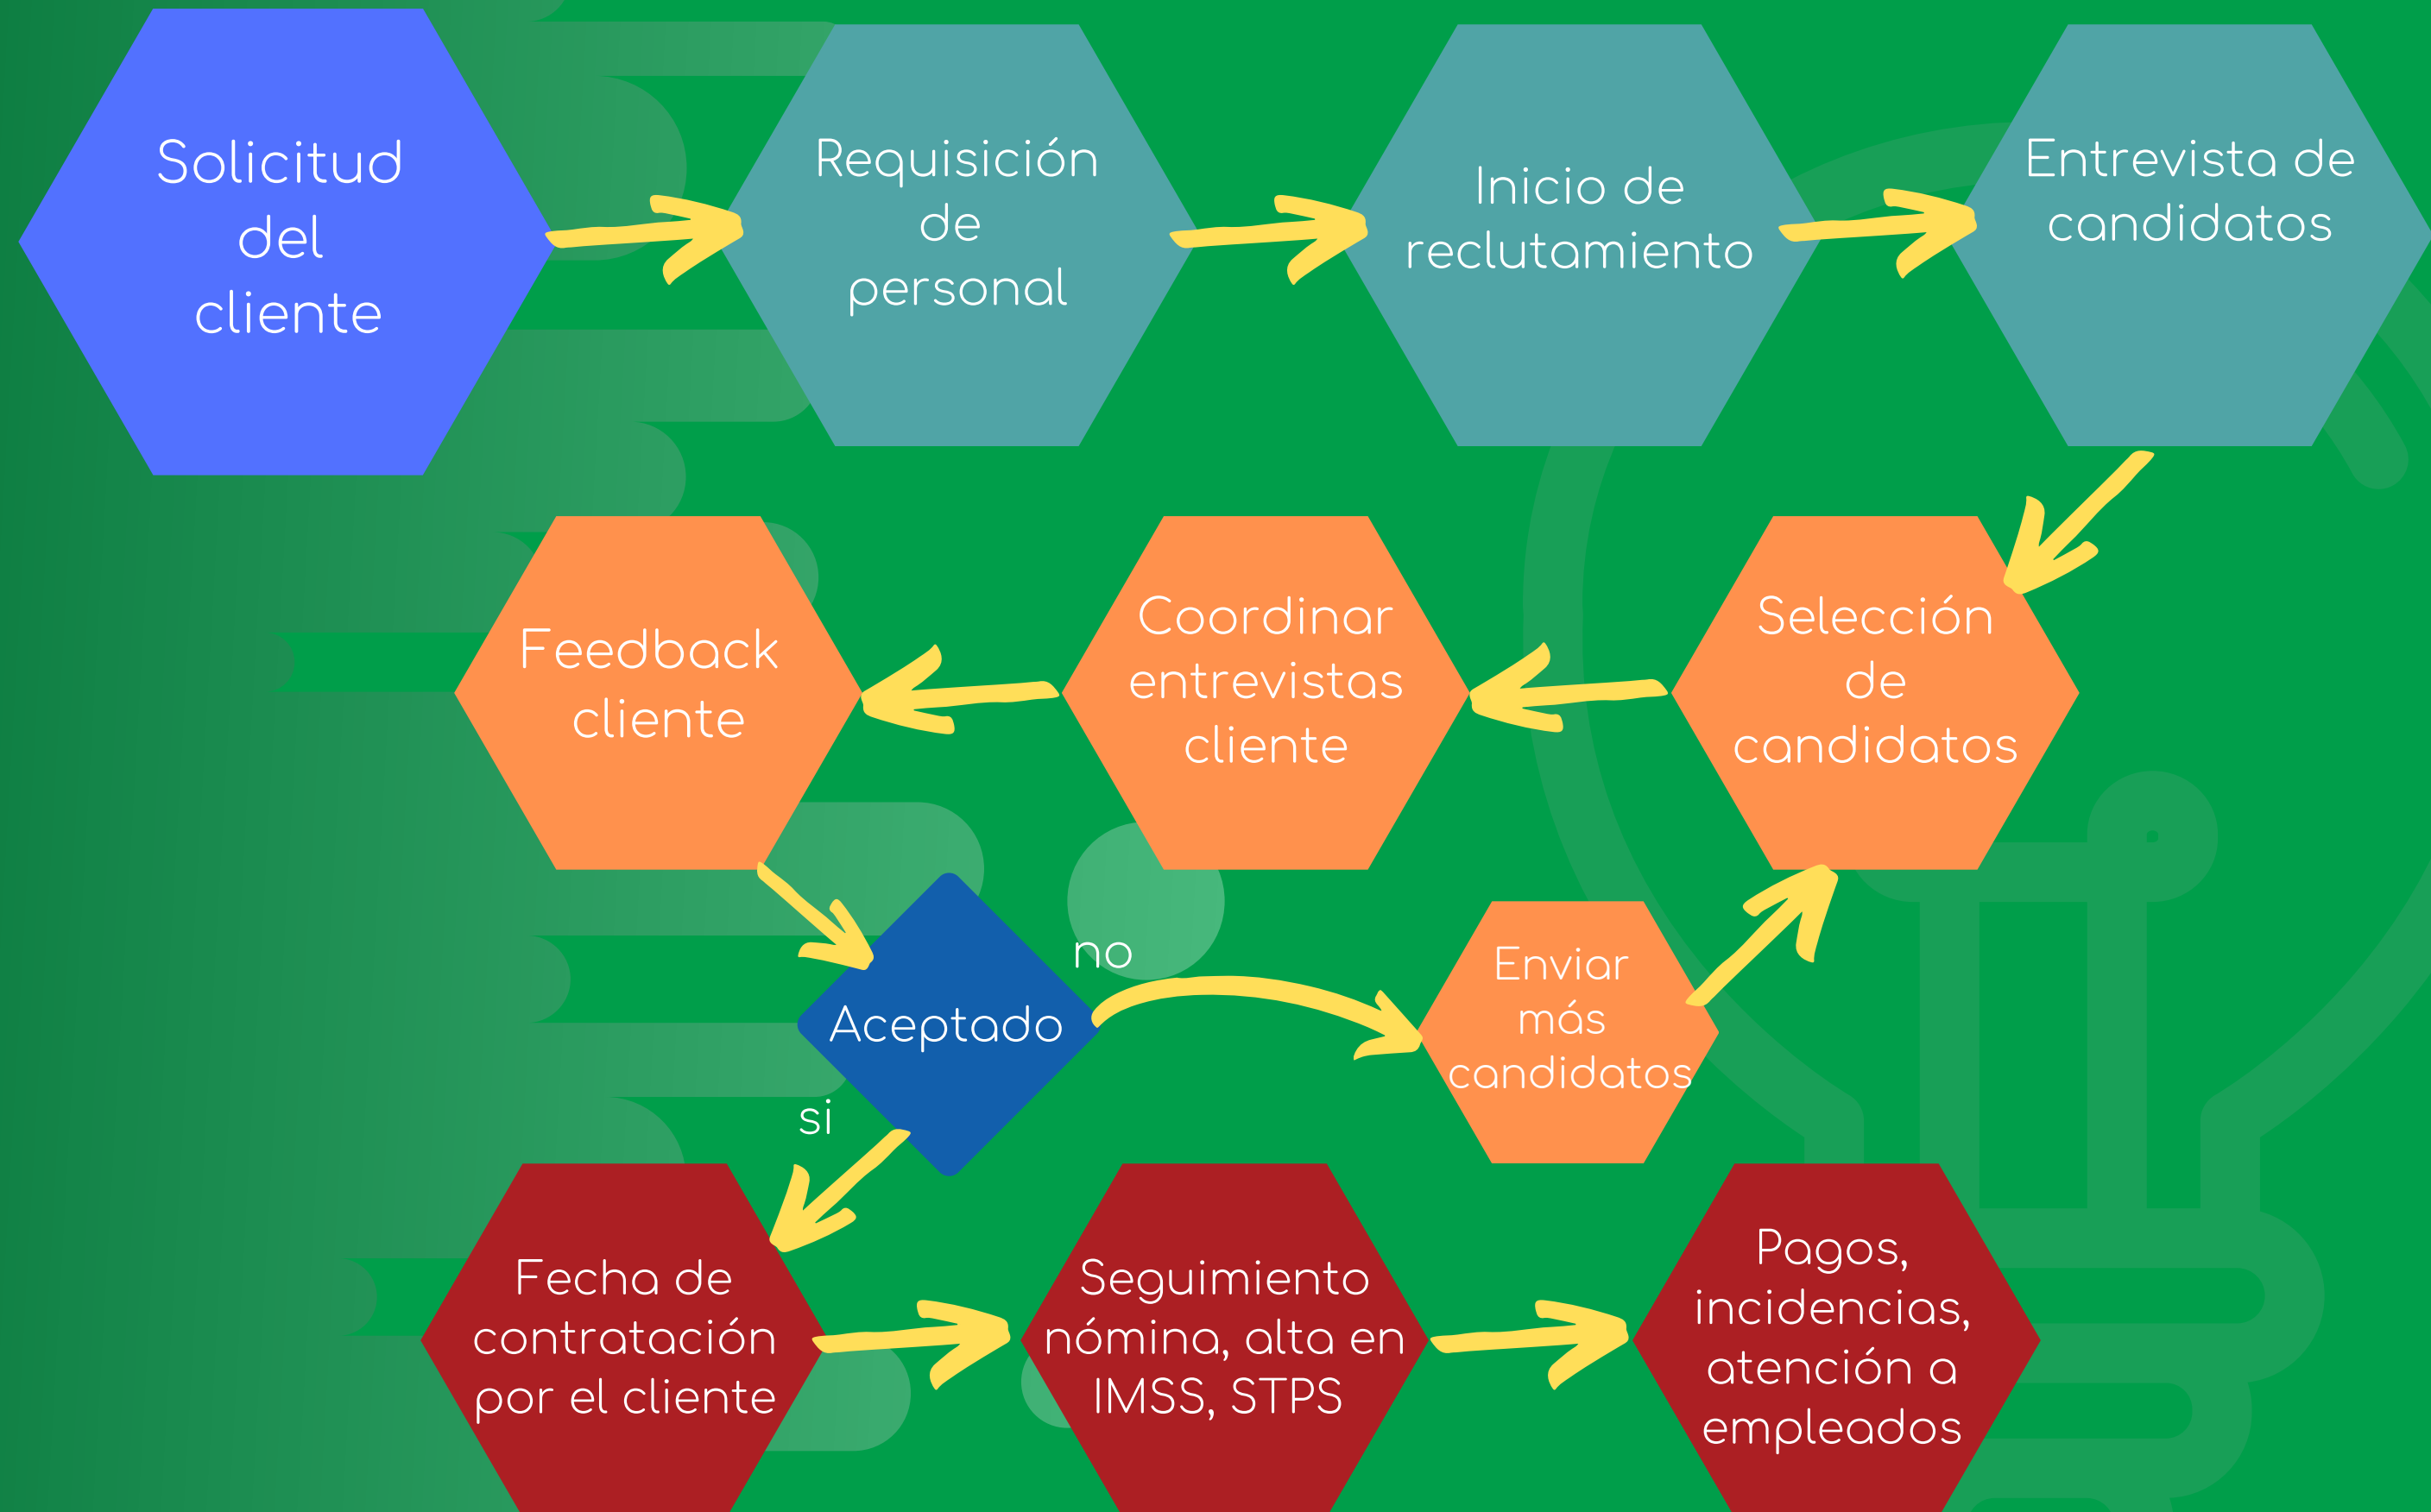 Solicitud
del
cliente
Requisición
de
personal
Inicio de
reclutamiento
Entrevista de
candidatos
Selección
de
candidatos
Coordinar
entrevistas
cliente
Feedback
cliente
Aceptado
no
Enviar
más
candidatos
si
Fecha de
contratación
por el cliente
Seguimiento
nómina, alta en
IMSS, STPS
Pagos,
incidencias,
atención a
empleados